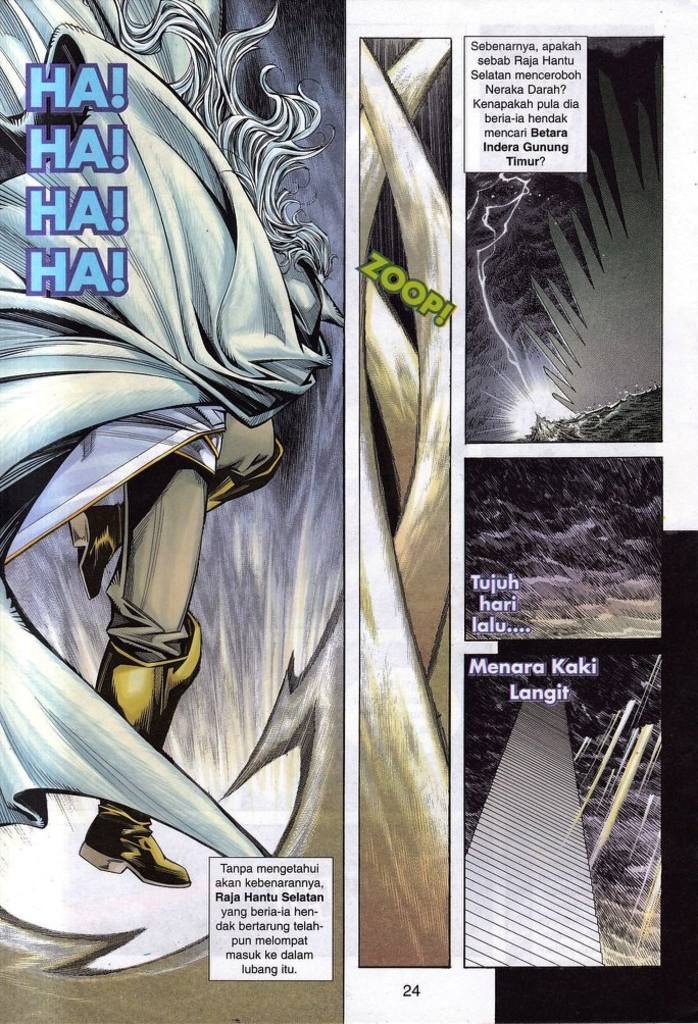 HA!
HA!
HA!
HA!
Tanpa mengetahui
akan kebenarannya,
Raja Hantu Selatan
yang beria-ia hen-
dak bertarung telah-
pun melompat
masuk ke dalam
lubang itu.
ZOOP!
Sebenarnya, apakah
sebab Raja Hantu
Selatan menceroboh
Neraka Darah?
Kenapakah pula dia
beria-ia hendak
mencari Betara
Indera Gunung
Timur?
Tujuh
hari
lalu....
Menara Kaki
Langit
24